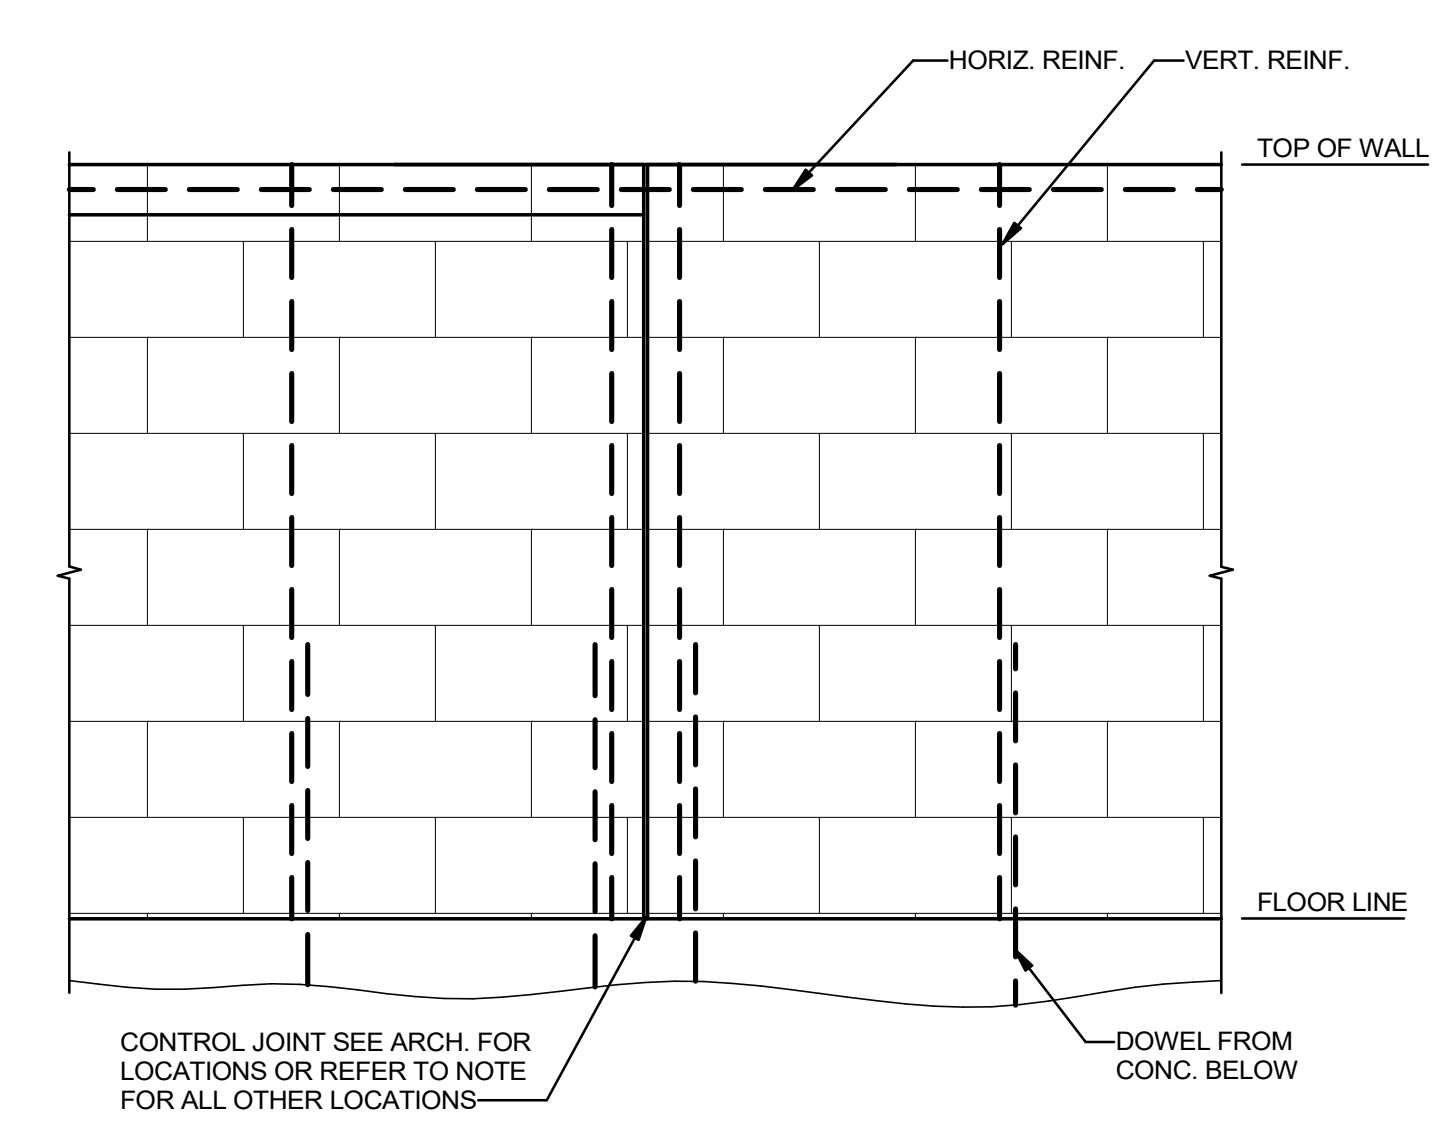 HORIZ. REINF.
VERT. REINF.
TOP OF WALL
FLOOR LINE
CONTROL JOINT SEE ARCH. FOR
LOCATIONS OR REFER TO NOTE
FOR ALL OTHER LOCATIONS
DOWEL FROM
CONC. BELOW